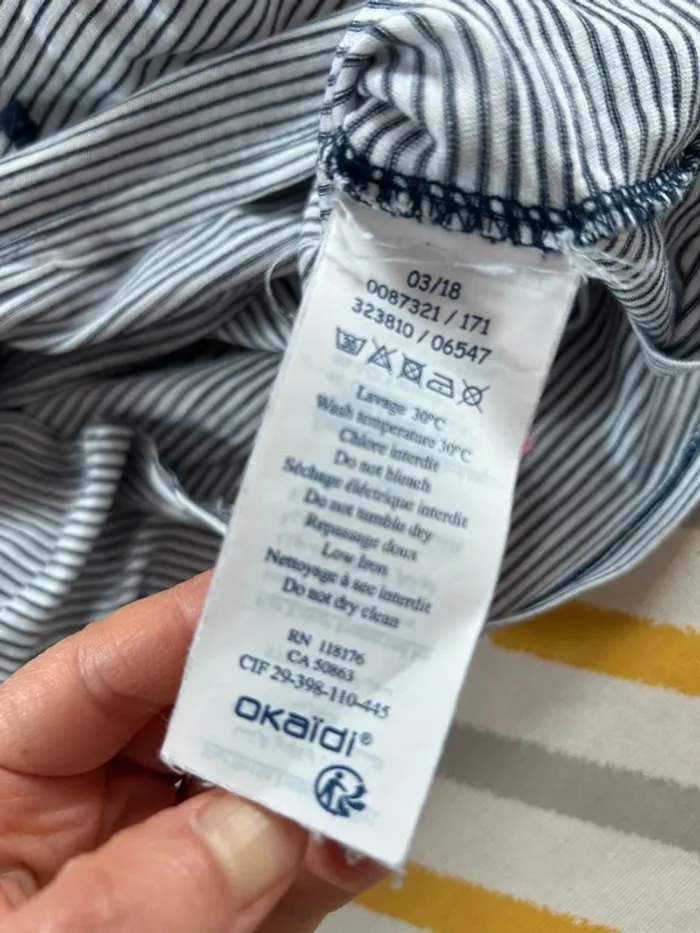 03/18
0087321 / 171
323810 / 06547
Lavage 30°C
Wash temperature 30°C
Chlore interdit
Do not bleach
Séchage éléctrique interdit
Do not tumble dry
Repassage doux
Low Iron
Nettoyage à sec interdit
Do not dry clean
RN 118176
CA 50863
CIF 29-398-110-445
okaïdi®